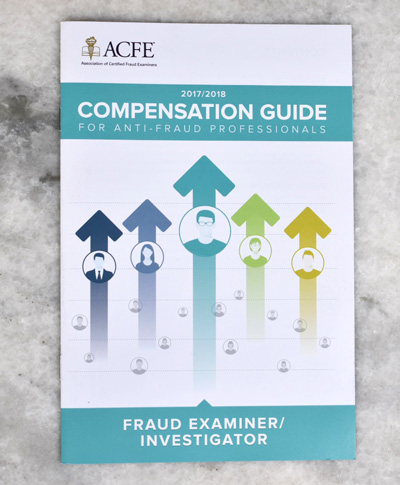 ACFE
Association of Certified Fraud Examiners
2017/2018
COMPENSATION GUIDE
FOR ANTI-FRAUD PROFESSIONALS
FRAUD EXAMINER/
INVESTIGATOR